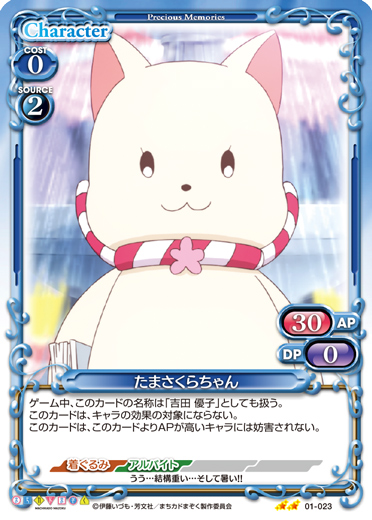 Precious Memories
Character
COST
0
SOURCE
2
30 AP
DP 0
たまさくらちゃん
ゲーム中、このカードの名称は「吉田 優子」としても扱う。
このカードは、キャラの効果の対象にならない。
このカードは、このカードよりAPが高いキャラには妨害されない。
着ぐるみ アルバイト
うう…結構重い…そして暑い!!
©伊藤いづも・芳文社/まちカドまぞく製作委員会
01-023